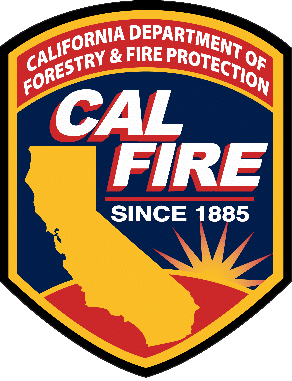 CALIFORNIA DEPARTMENT OF
FORESTRY & FIRE PROTECTION
CAL
FIRE
SINCE 1885